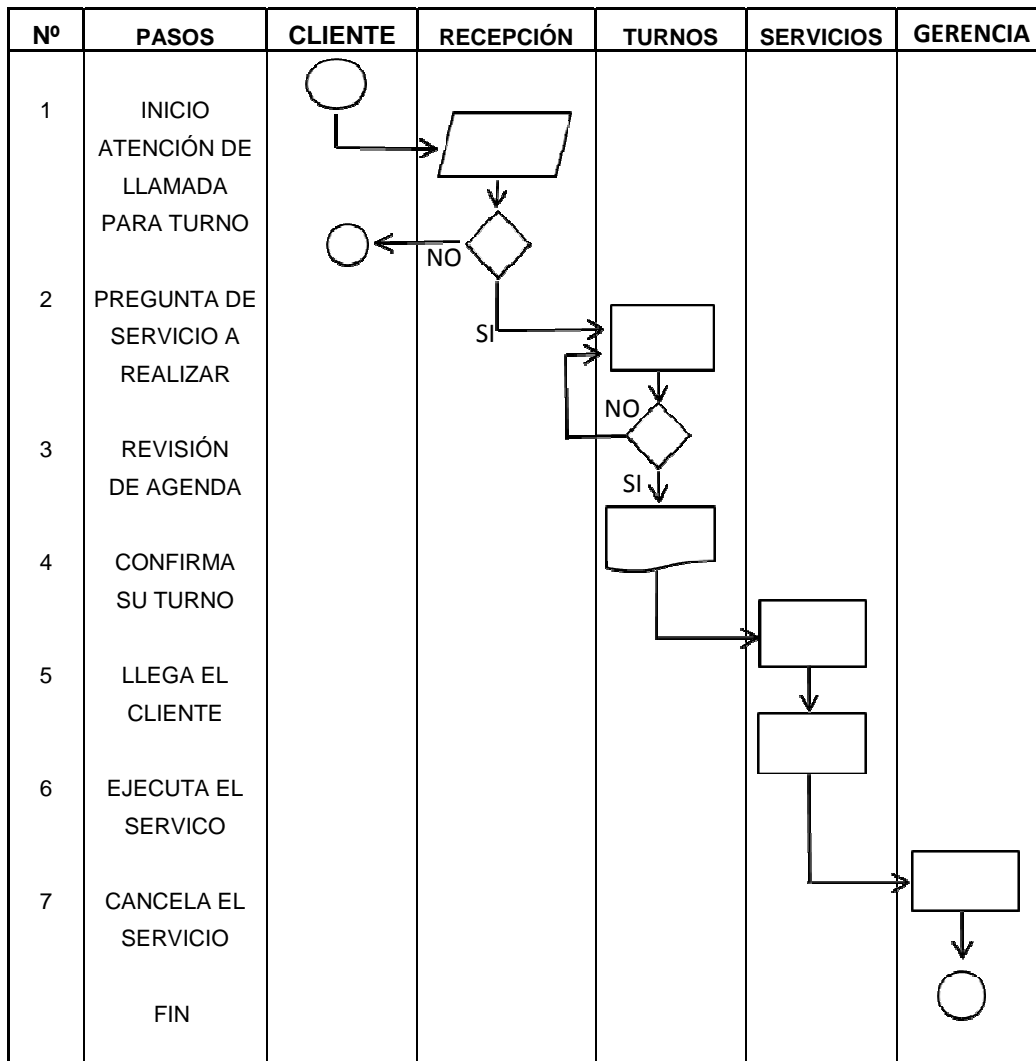 Nº PASOS CLIENTE RECEPCIÓN TURNOS SERVICIOS GERENCIA
1 INICIO
ATENCIÓN DE
LLAMADA
PARA TURNO
NO
2 PREGUNTA DE
SERVICIO A
SI
REALIZAR
NO
3 REVISIÓN
DE AGENDA
SI
4 CONFIRMA
SU TURNO
5 LLEGA EL
CLIENTE
6 EJECUTA EL
SERVICO
7 CANCELA EL
SERVICIO
FIN